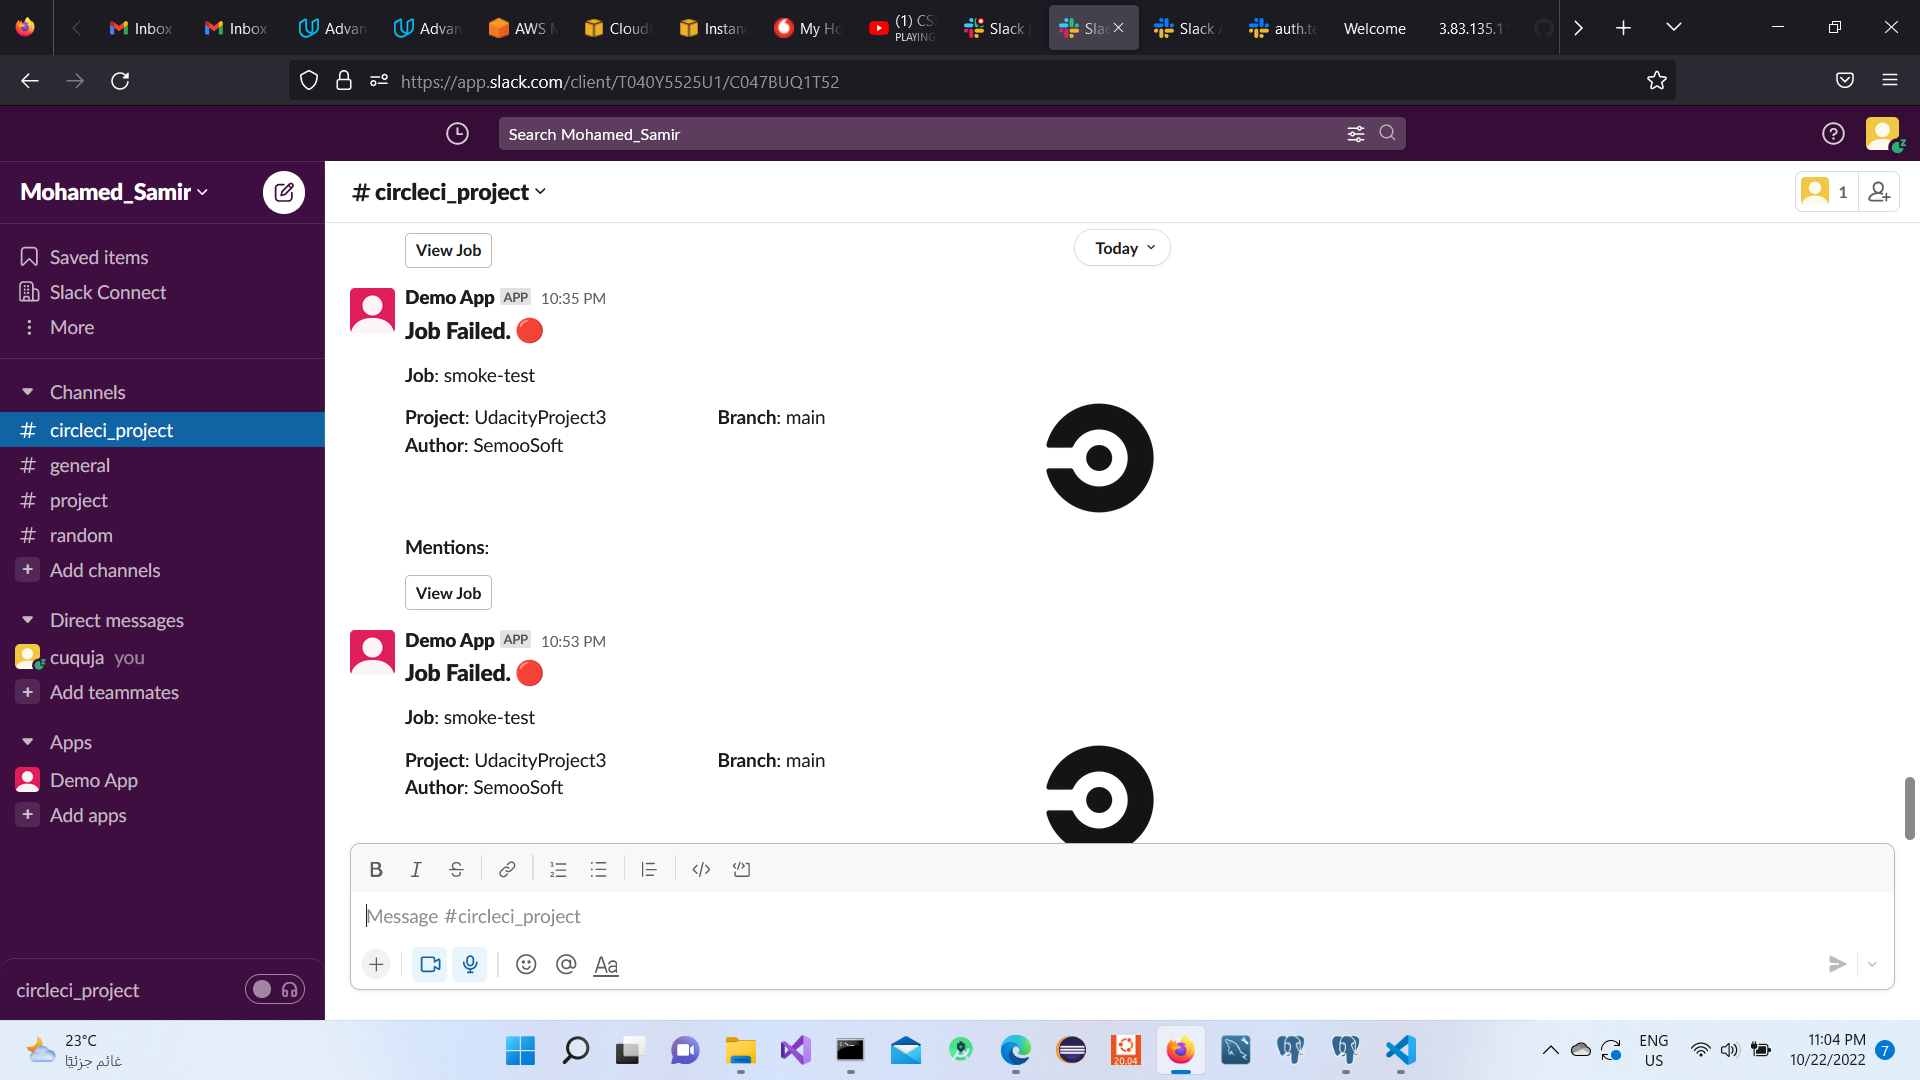 Inbox
Inbox
Advan
Advan
AWS M
Cloudf
Instan
My Ho
(1) CS
PLAYING
Slack
Slac
Slack A
auth.te
Welcome
3.83.135.1
https://app.slack.com/client/T040Y5525U1/C047BUQ1T52
Search Mohamed_Samir
Mohamed_Samir
# circleci_project
1
Saved items
Slack Connect
More
Channels
# circleci_project
# general
# project
# random
+ Add channels
Direct messages
cuquja you
+ Add teammates
Apps
Demo App
+ Add apps
circleci_project
View Job
Today
Demo App APP 10:35 PM
Job Failed.
Job: smoke-test
Project: UdacityProject3 Branch: main
Author: SemooSoft
Mentions:
View Job
Demo App APP 10:53 PM
Job Failed.
Job: smoke-test
Project: UdacityProject3 Branch: main
Author: SemooSoft
Message #circleci_project
Aa
23°C
غائم جزئيًا
20.04
ENG
US
11:04 PM
10/22/2022
7